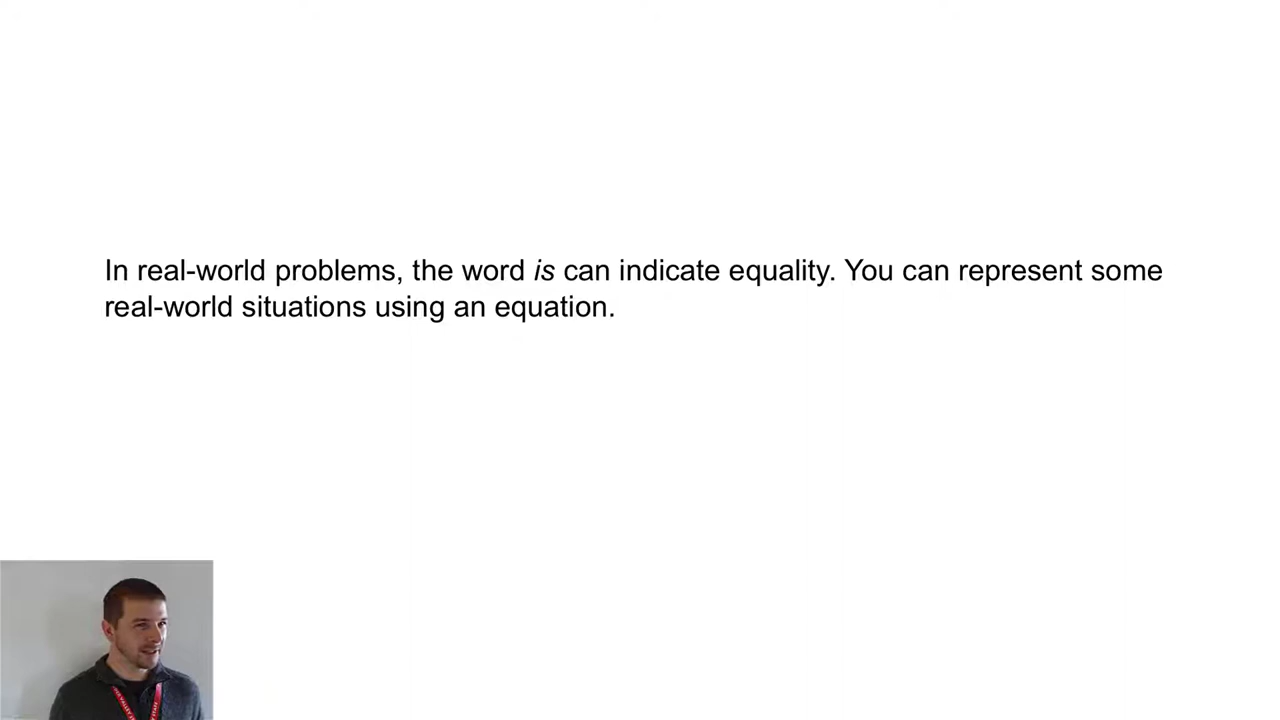 In real-world problems, the word is can indicate equality. You can represent some
real-world situations using an equation.